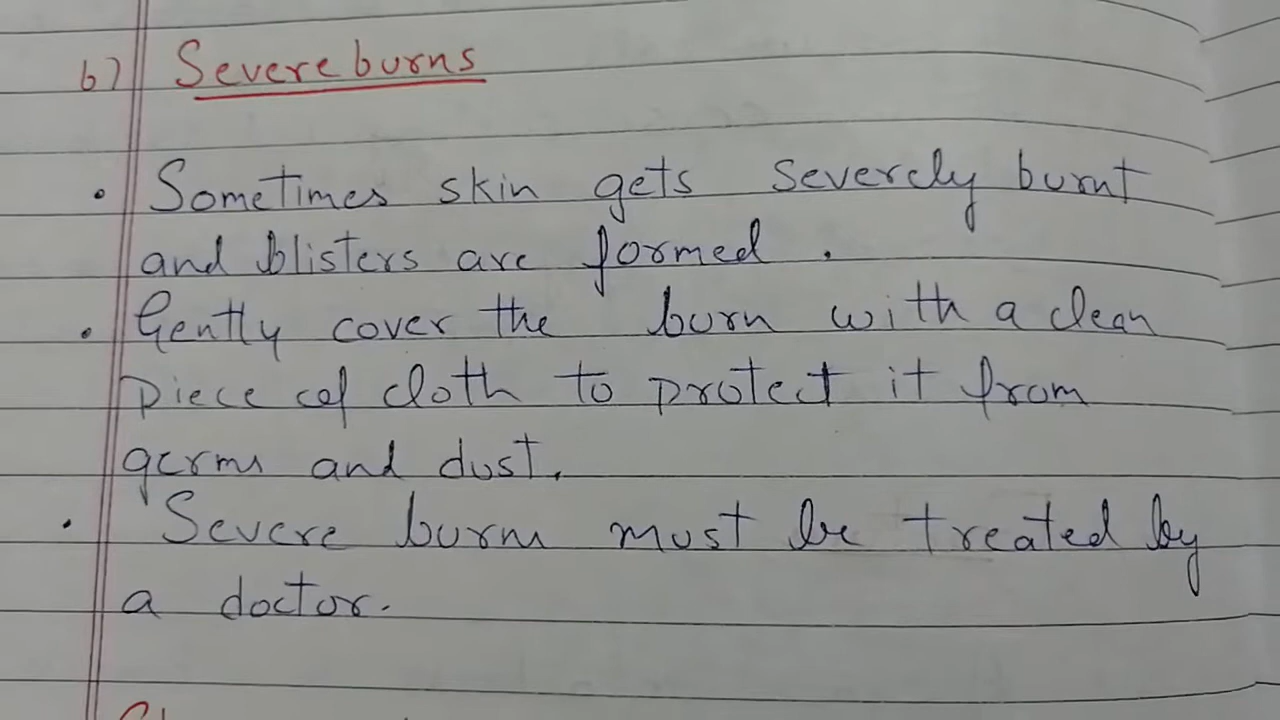 b) Severe burns
• Sometimes skin gets severely burnt
and blisters are formed .
• Gently cover the burn with a clean
piece of cloth to protect it from
germs and dust.
• Severe burns must be treated by
a doctor.